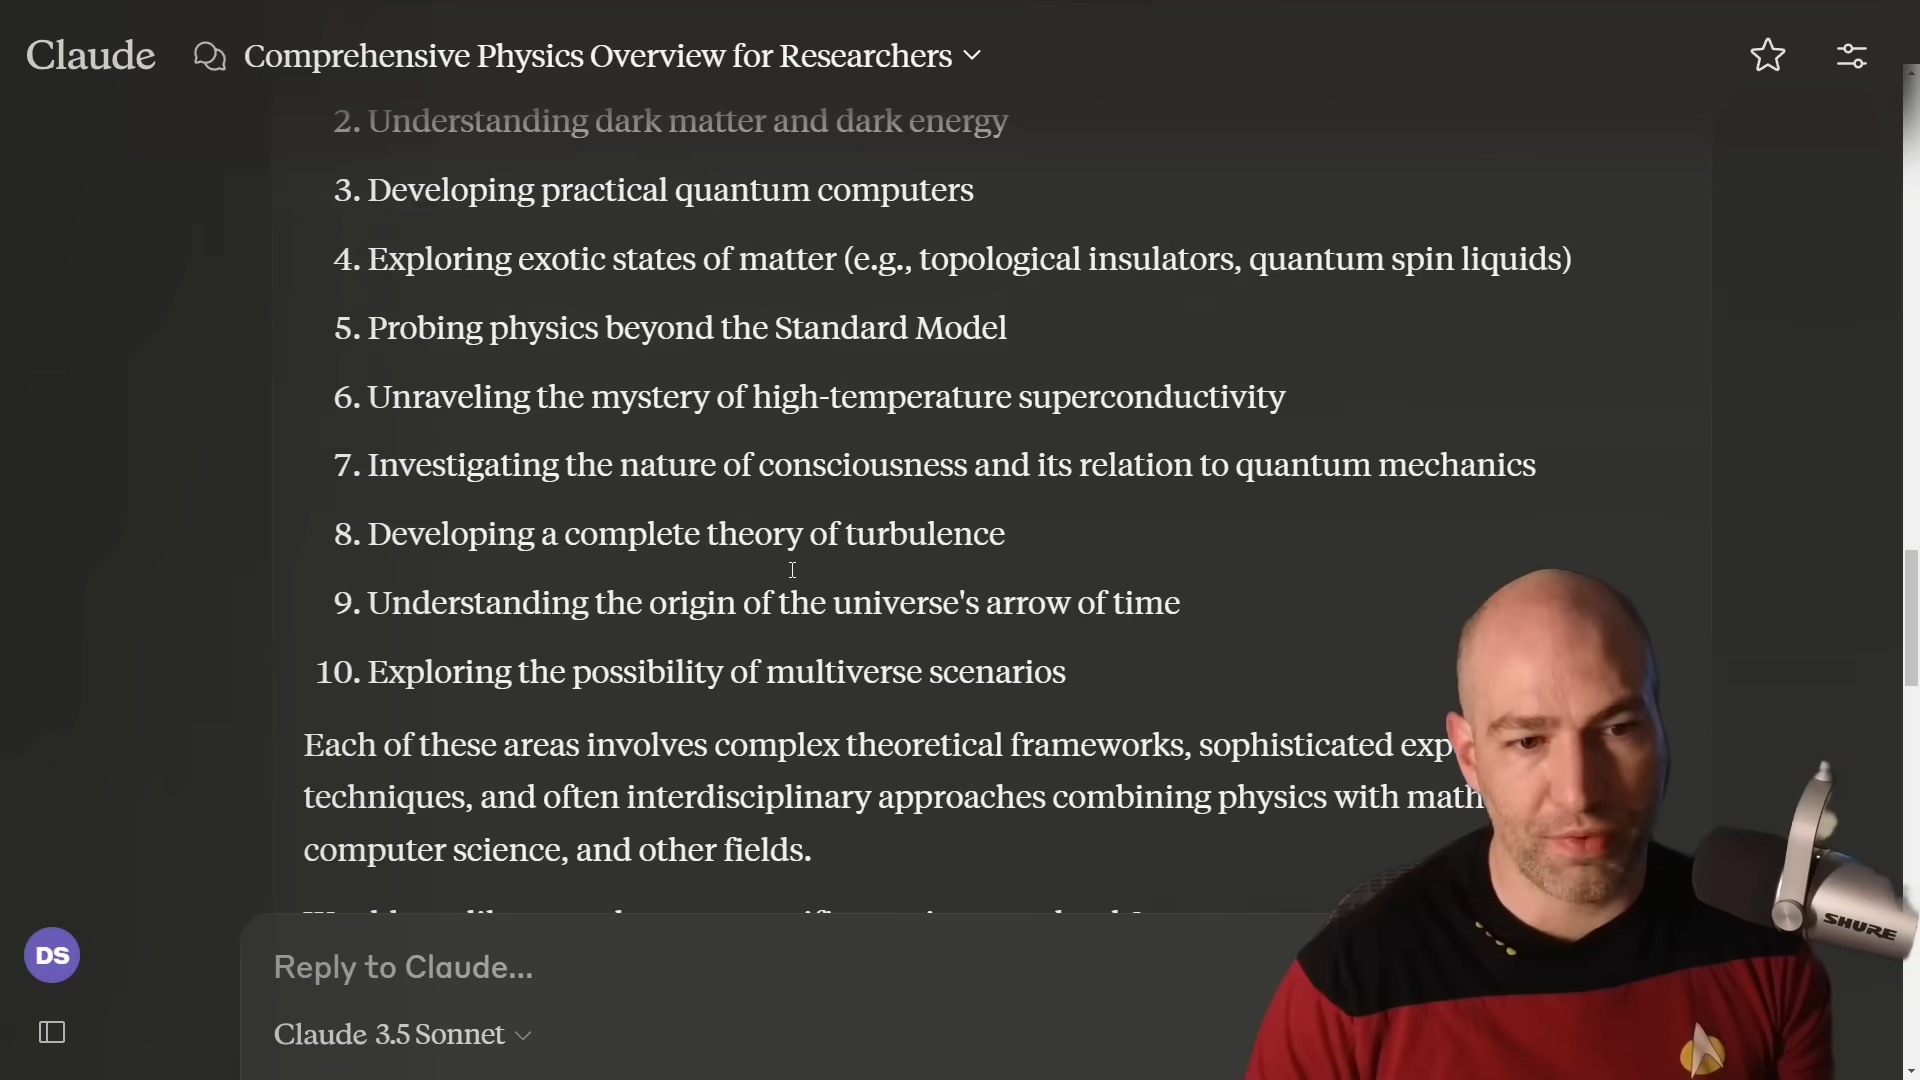 Claude
Comprehensive Physics Overview for Researchers
2. Understanding dark matter and dark energy
3. Developing practical quantum computers
4. Exploring exotic states of matter (e.g., topological insulators, quantum spin liquids)
5. Probing physics beyond the Standard Model
6. Unraveling the mystery of high-temperature superconductivity
7. Investigating the nature of consciousness and its relation to quantum mechanics
8. Developing a complete theory of turbulence
9. Understanding the origin of the universe's arrow of time
10. Exploring the possibility of multiverse scenarios
Each of these areas involves complex theoretical frameworks, sophisticated exp
techniques, and often interdisciplinary approaches combining physics with math
computer science, and other fields.
DS
Reply to Claude...
Claude 3.5 Sonnet
SHURE